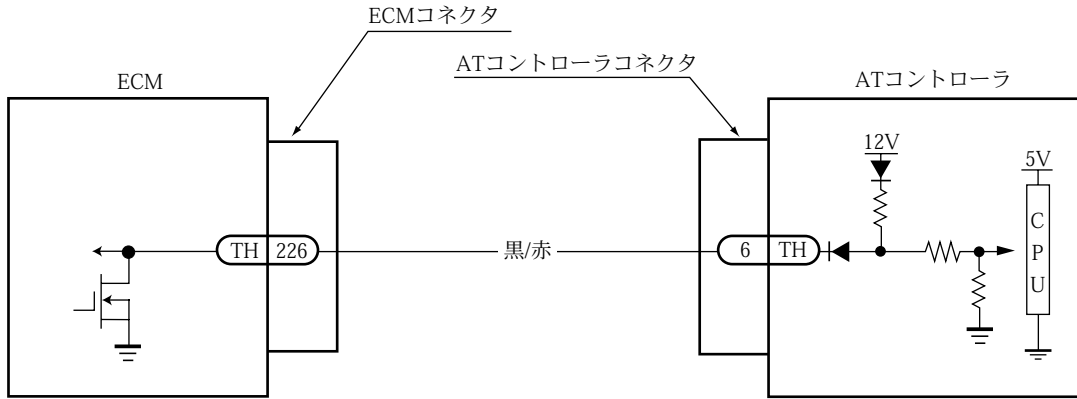 ECMコネクタ
ATコントローラコネクタ
ECM
ATコントローラ
12V
5V
TH 226
黒/赤
6 TH
C
P
U